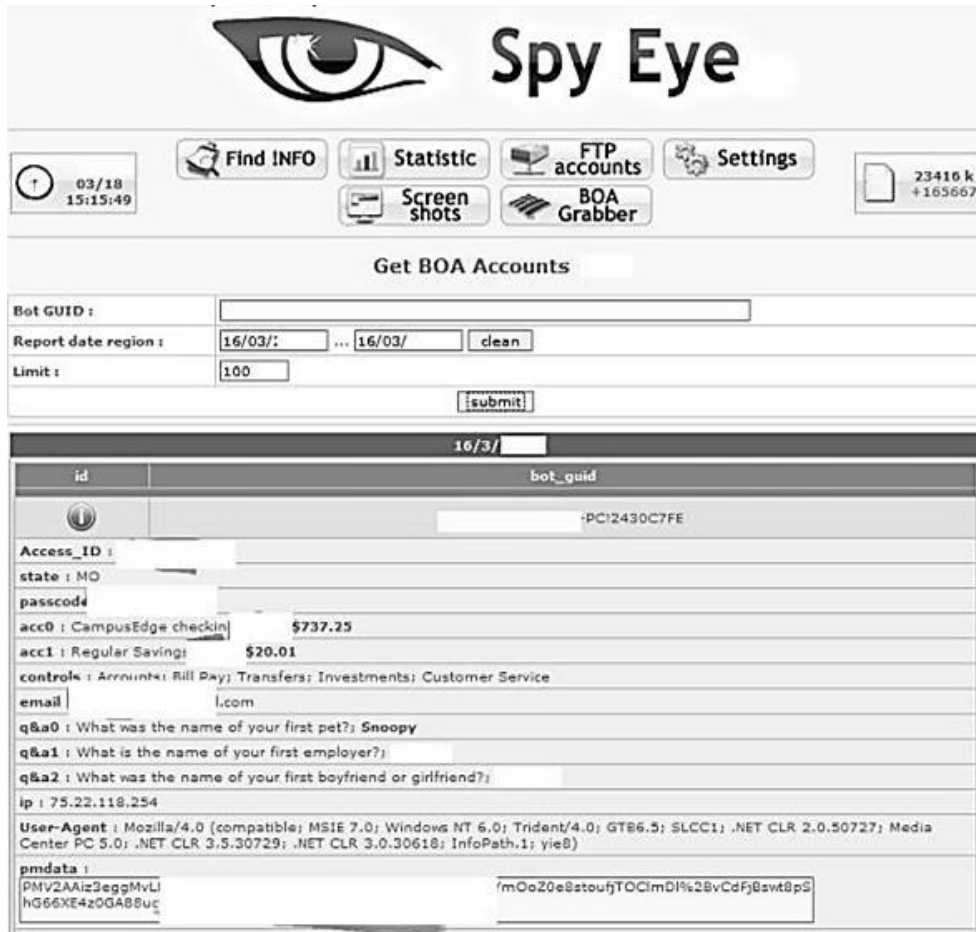 Spy Eye
03/18
15:15:49
Find INFO
Statistic
FTP accounts
Settings
23416 k
+165667
Screen shots
BOA Grabber
Get BOA Accounts
Bot GUID :
Report date region : 16/03/: ... 16/03/ clean
Limit : 100
submit
16/3/
id bot_guid
-PC!2430C7FE
Access_ID :
state : MO
passcode
acc0 : CampusEdge checkin $737.25
acc1 : Regular Savings $20.01
controls : Accounts; Bill Pay; Transfers; Investments; Customer Service
email l.com
q&a0 : What was the name of your first pet?; Snoopy
q&a1 : What is the name of your first employer?;
q&a2 : What was the name of your first boyfriend or girlfriend?;
ip : 75.22.118.254
User-Agent : Mozilla/4.0 (compatible; MSIE 7.0; Windows NT 6.0; Trident/4.0; GTB6.5; SLCC1; .NET CLR 2.0.50727; Media
Center PC 5.0; .NET CLR 3.5.30729; .NET CLR 3.0.30618; InfoPath.1; yie8)
pmdata :